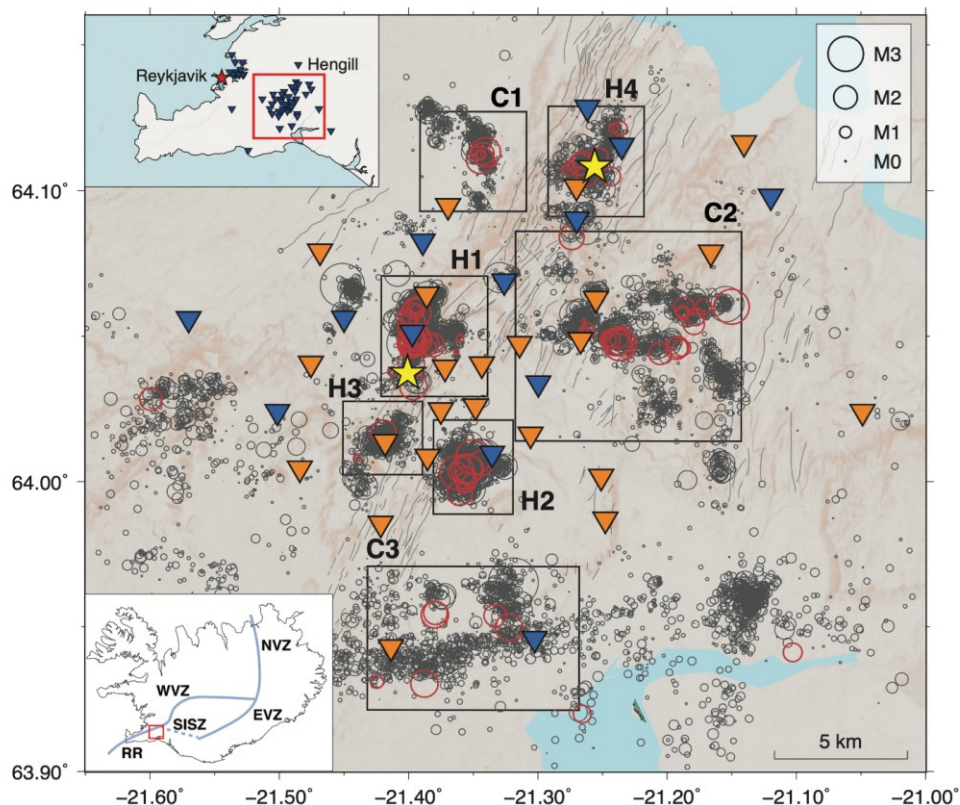 Reykjavik
Hengill
M3
M2
M1
M0
C1
H4
C2
H1
H3
H2
C3
5 km
NVZ
WVZ
SISZ
EVZ
RR
64.10°
64.00°
63.90°
−21.60°
−21.50°
−21.40°
−21.30°
−21.20°
−21.10°
−21.00°